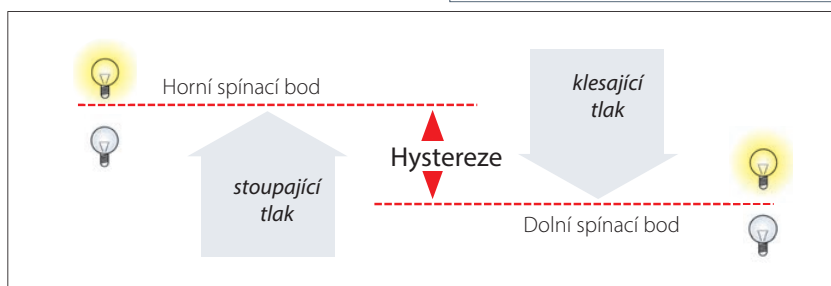 Horní spínací bod
klesající
tlak
Hystereze
stoupající
tlak
Dolní spínací bod